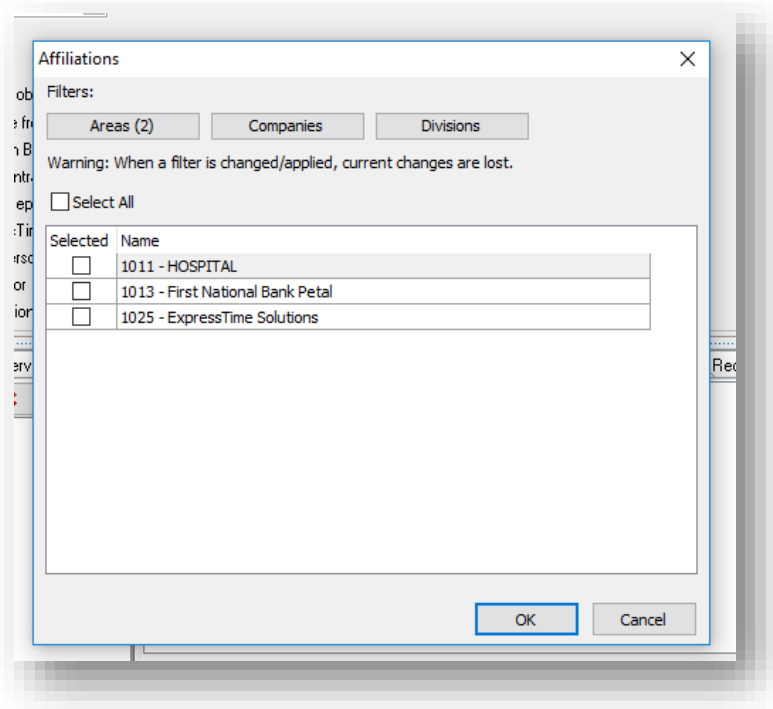 Affiliations
Filters:
Areas (2) Companies Divisions
Warning: When a filter is changed/applied, current changes are lost.
Select All
Selected Name
1011 - HOSPITAL
1013 - First National Bank Petal
1025 - ExpressTime Solutions
OK Cancel